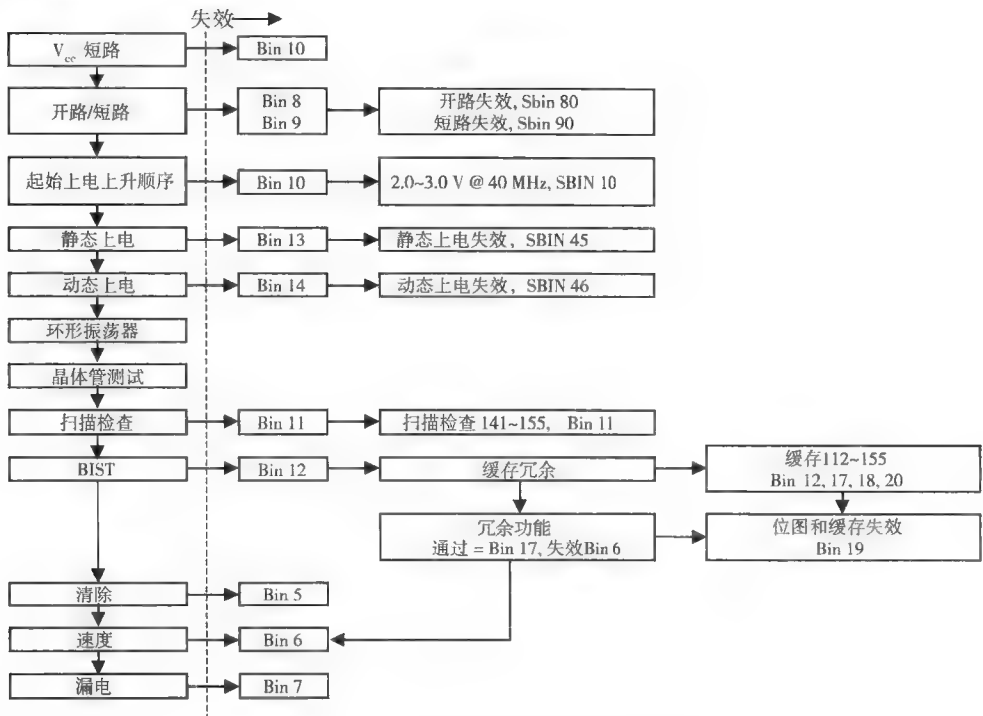 失效
V_cc 短路
Bin 10
开路/短路
Bin 8
Bin 9
开路失效, Sbin 80
短路失效, Sbin 90
起始上电上升顺序
Bin 10
2.0~3.0 V @ 40 MHz, SBIN 10
静态上电
Bin 13
静态上电失效, SBIN 45
动态上电
Bin 14
动态上电失效, SBIN 46
环形振荡器
晶体管测试
扫描检查
Bin 11
扫描检查 141~155, Bin 11
BIST
Bin 12
缓存冗余
缓存112~155
Bin 12, 17, 18, 20
冗余功能
通过 = Bin 17, 失效Bin 6
位图和缓存失效
Bin 19
清除
Bin 5
速度
Bin 6
漏电
Bin 7